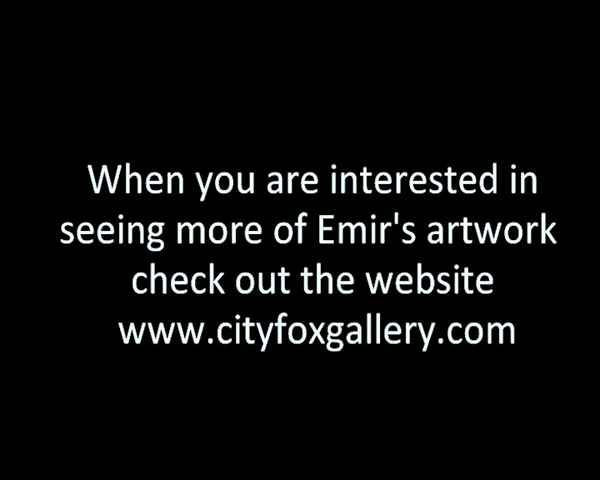 When you are interested in
seeing more of Emir's artwork
check out the website
www.cityfoxgallery.com